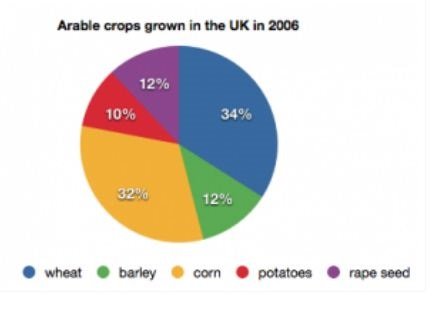 Arable crops grown in the UK in 2006
12%
34%
10%
32%
12%
wheat barley corn potatoes rape seed